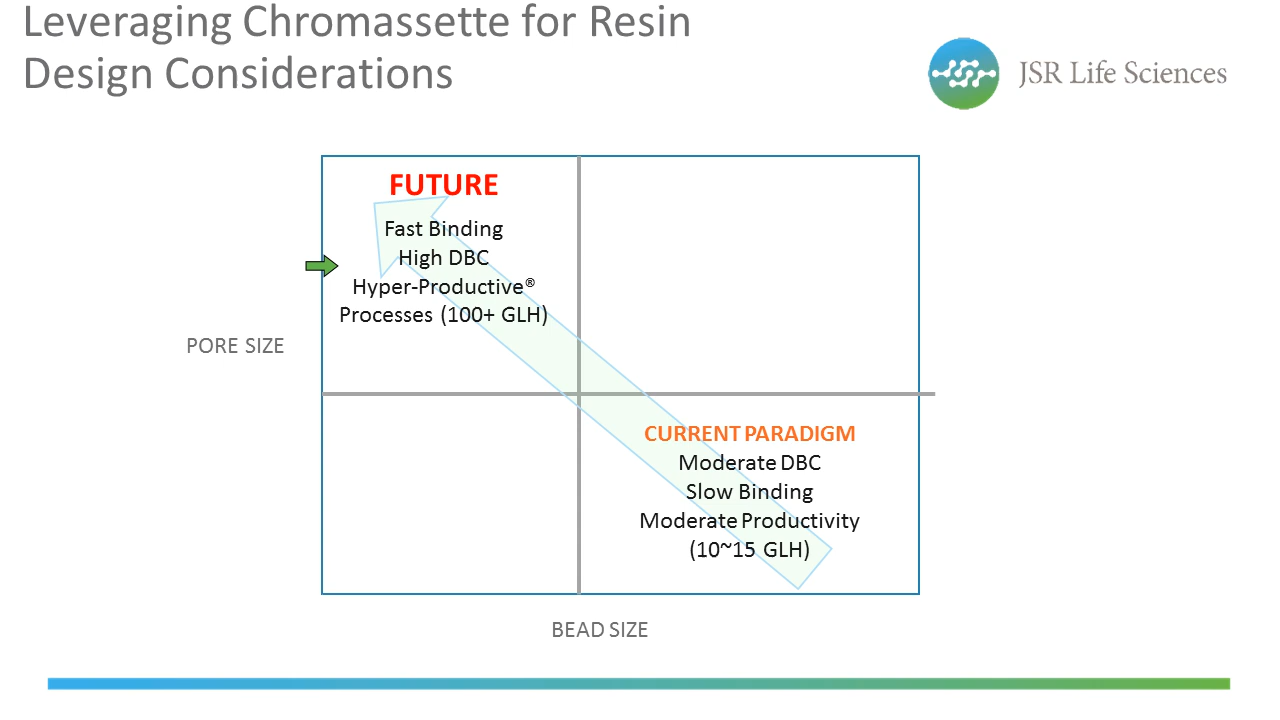 Leveraging Chromassette for Resin
Design Considerations
JSR Life Sciences
FUTURE
Fast Binding
High DBC
Hyper-Productive®
Processes (100+ GLH)
PORE SIZE
CURRENT PARADIGM
Moderate DBC
Slow Binding
Moderate Productivity
(10~15 GLH)
BEAD SIZE